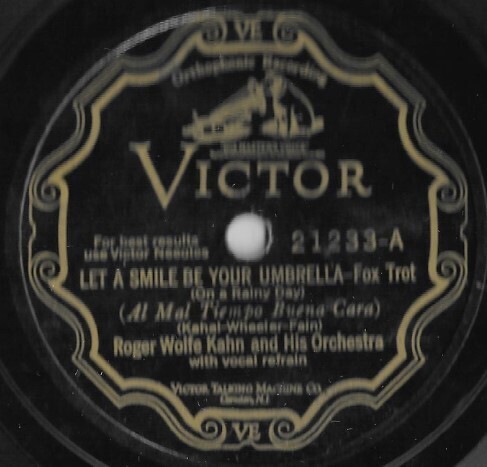 VE
Orthophonic Recording
VICTOR
For best results
use Victor Needles
21233-A
LET A SMILE BE YOUR UMBRELLA-Fox Trot
(On a Rainy Day)
(Al Mal Tiempo Buena Cara)
(Kahal-Wheeler-Fain)
Roger Wolfe Kahn and His Orchestra
with vocal refrain
VICTOR TALKING MACHINE CO.
Camden, N.J.
VE